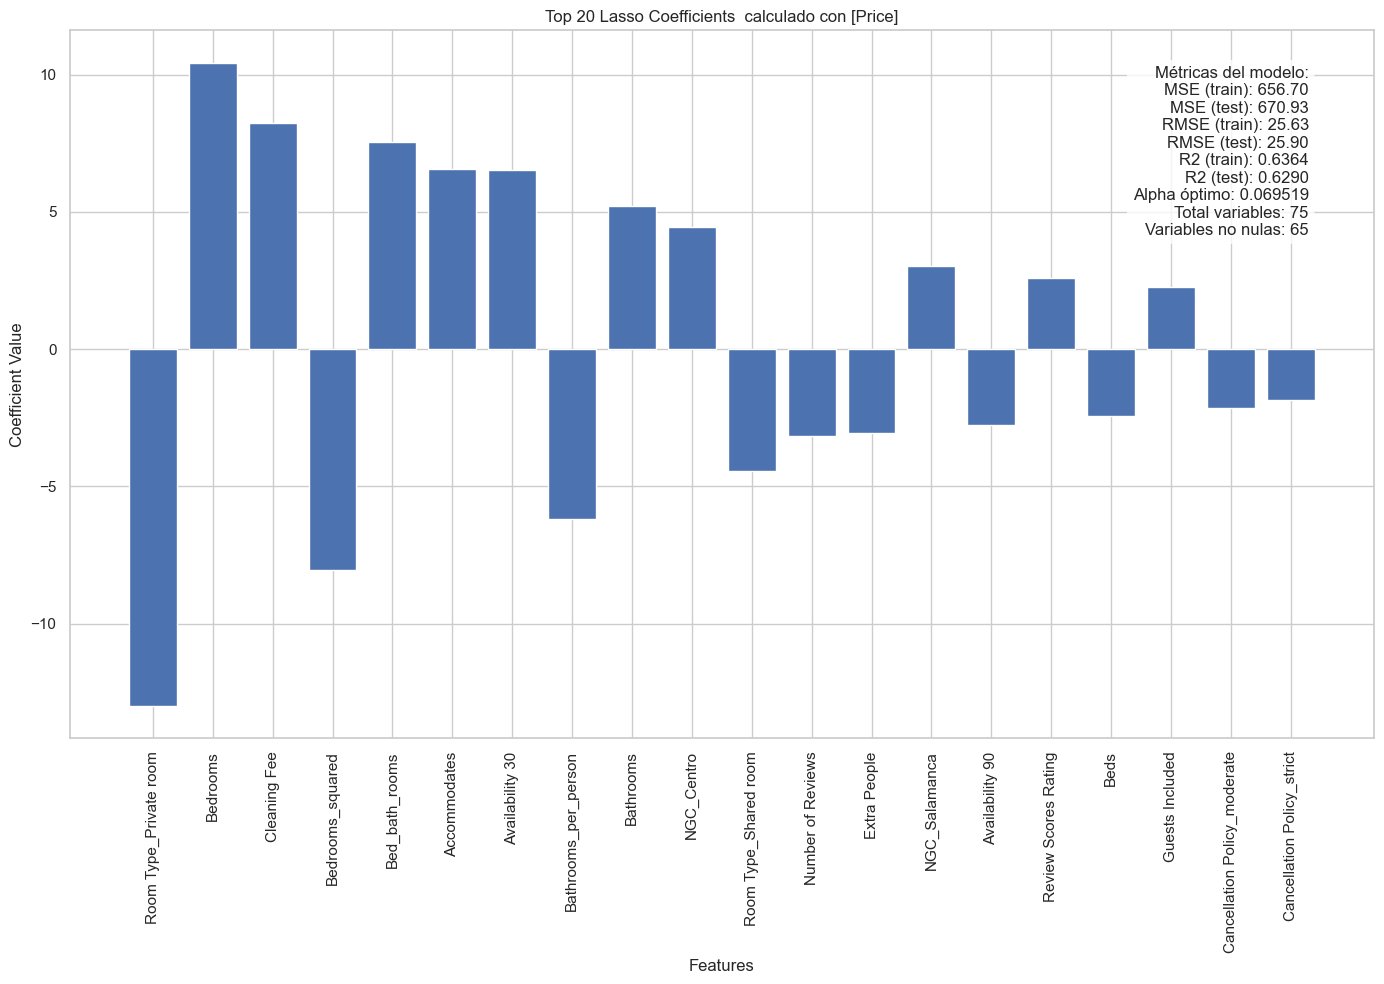 Top 20 Lasso Coefficients  calculado con [Price]
Métricas del modelo:
MSE (train): 656.70
MSE (test): 670.93
RMSE (train): 25.63
RMSE (test): 25.90
R2 (train): 0.6364
R2 (test): 0.6290
Alpha óptimo: 0.069519
Total variables: 75
Variables no nulas: 65
Coefficient Value
10
5
0
−5
−10
Room Type_Private room
Bedrooms
Cleaning Fee
Bedrooms_squared
Bed_bath_rooms
Accommodates
Availability 30
Bathrooms_per_person
Bathrooms
NGC_Centro
Room Type_Shared room
Number of Reviews
Extra People
NGC_Salamanca
Availability 90
Review Scores Rating
Beds
Guests Included
Cancellation Policy_moderate
Cancellation Policy_strict
Features